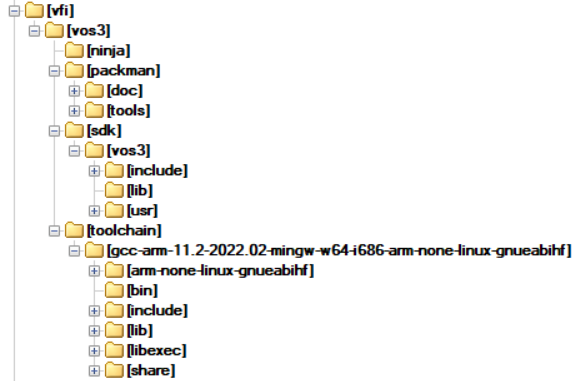 [vfi]
[vos3]
[ninja]
[packman]
[doc]
[tools]
[sdk]
[vos3]
[include]
[lib]
[usr]
[toolchain]
[gcc-arm-11.2-2022.02-mingw-w64-i686-arm-none-linux-gnueabihf]
[arm-none-linux-gnueabihf]
[bin]
[include]
[lib]
[libexec]
[share]